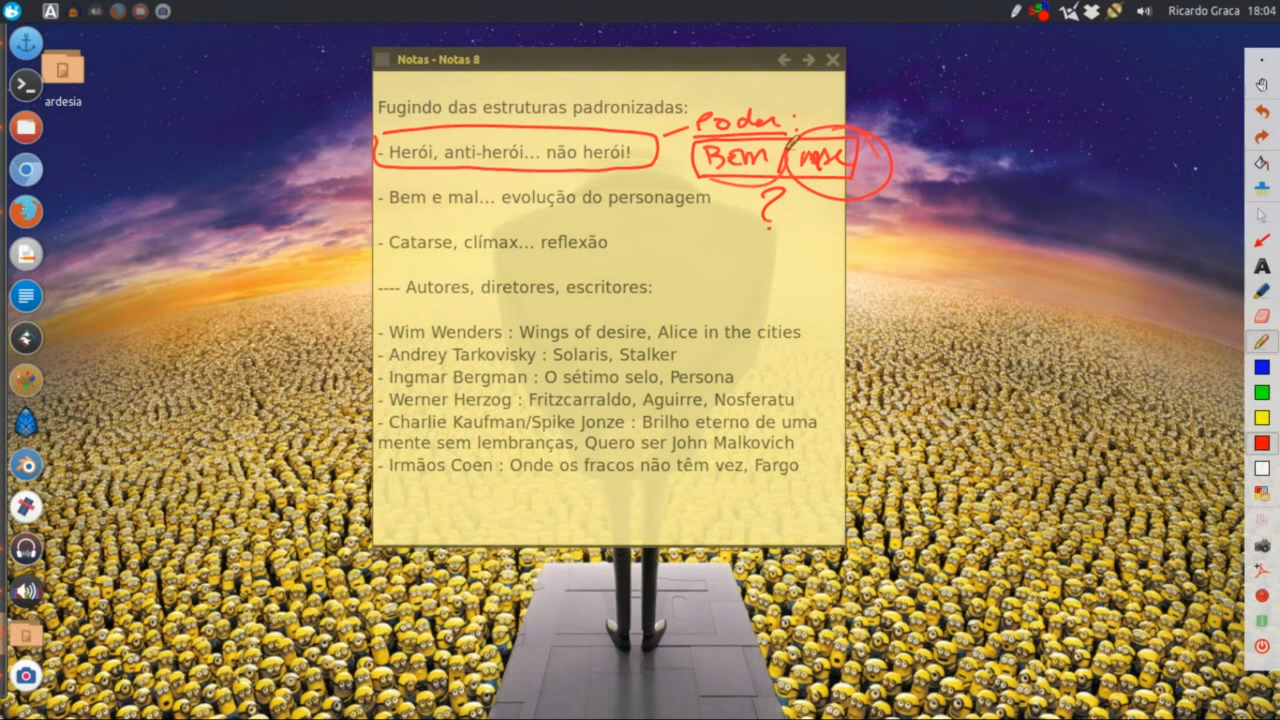 Ricardo Graca 18:04
ardesia
Notas - Notas 8
Fugindo das estruturas padronizadas:
Poder:
- Herói, anti-herói... não herói!
Bem
?
- Bem e mal... evolução do personagem
- Catarse, clímax... reflexão
---- Autores, diretores, escritores:
- Wim Wenders : Wings of desire, Alice in the cities
- Andrey Tarkovisky : Solaris, Stalker
- Ingmar Bergman : O sétimo selo, Persona
- Werner Herzog : Fritzcarraldo, Aguirre, Nosferatu
- Charlie Kaufman/Spike Jonze : Brilho eterno de uma
mente sem lembranças, Quero ser John Malkovich
- Irmãos Coen : Onde os fracos não têm vez, Fargo